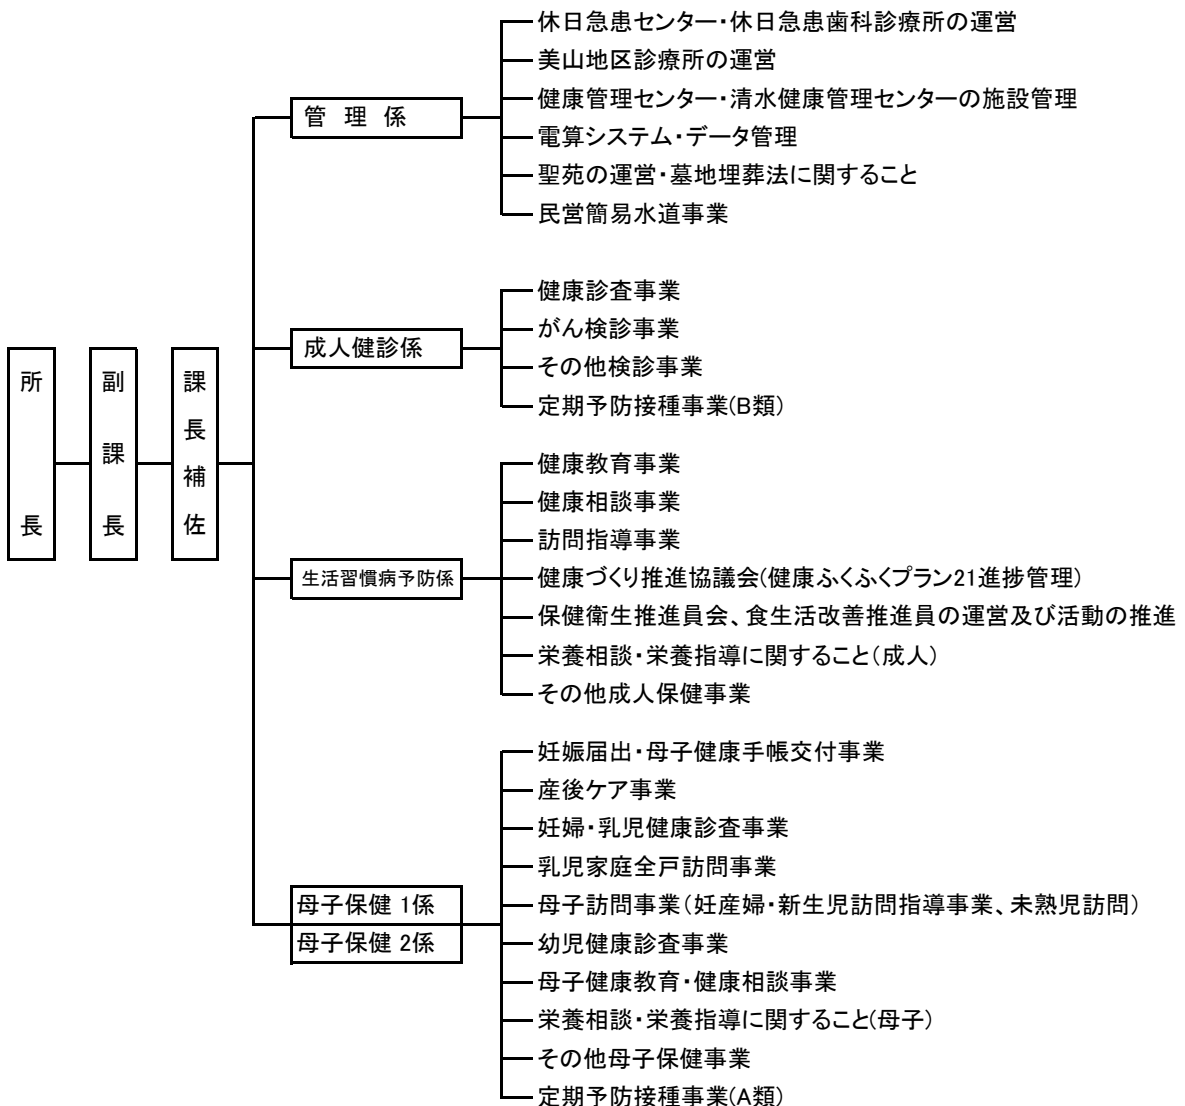 所長
副課長
課長補佐
管理係
休日急患センター・休日急患歯科診療所の運営
美山地区診療所の運営
健康管理センター・清水健康管理センターの施設管理
電算システム・データ管理
聖苑の運営・墓地埋葬法に関すること
民営簡易水道事業
成人健診係
健康診査事業
がん検診事業
その他検診事業
定期予防接種事業(B類)
生活習慣病予防係
健康教育事業
健康相談事業
訪問指導事業
健康づくり推進協議会(健康ふくふくプラン21進捗管理)
保健衛生推進員会、食生活改善推進員の運営及び活動の推進
栄養相談・栄養指導に関すること(成人)
その他成人保健事業
母子保健 1係
母子保健 2係
妊娠届出・母子健康手帳交付事業
産後ケア事業
妊婦・乳児健康診査事業
乳児家庭全戸訪問事業
母子訪問事業(妊産婦・新生児訪問指導事業、未熟児訪問)
幼児健康診査事業
母子健康教育・健康相談事業
栄養相談・栄養指導に関すること(母子)
その他母子保健事業
定期予防接種事業(A類)